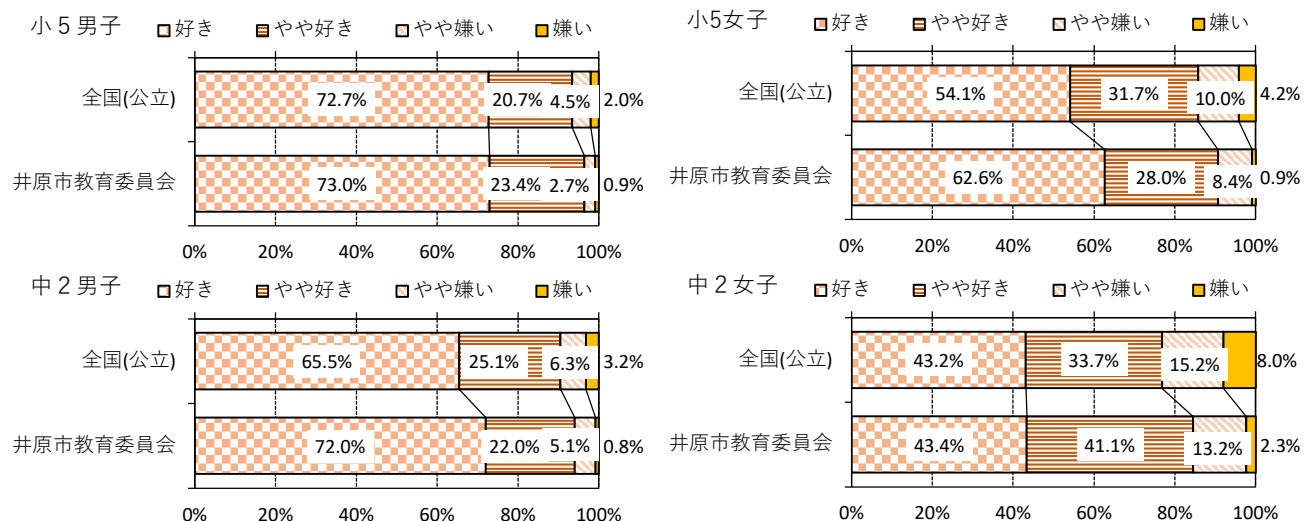 小5男子 好き やや好き やや嫌い 嫌い
全国(公立) 72.7% 20.7% 4.5% 2.0%
井原市教育委員会 73.0% 23.4% 2.7% 0.9%
0% 20% 40% 60% 80% 100%
小5女子 好き やや好き やや嫌い 嫌い
全国(公立) 54.1% 31.7% 10.0% 4.2%
井原市教育委員会 62.6% 28.0% 8.4% 0.9%
0% 20% 40% 60% 80% 100%
中2男子 好き やや好き やや嫌い 嫌い
全国(公立) 65.5% 25.1% 6.3% 3.2%
井原市教育委員会 72.0% 22.0% 5.1% 0.8%
0% 20% 40% 60% 80% 100%
中2女子 好き やや好き やや嫌い 嫌い
全国(公立) 43.2% 33.7% 15.2% 8.0%
井原市教育委員会 43.4% 41.1% 13.2% 2.3%
0% 20% 40% 60% 80% 100%